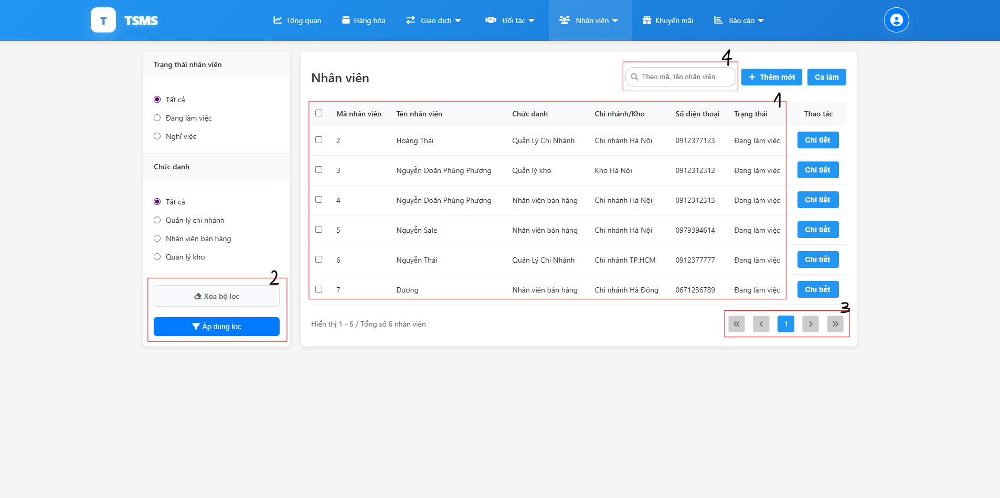 T TSMS Tổng quan Hàng hóa Giao dịch Đối tác Nhân viên Khuyến mãi Báo cáo
Trạng thái nhân viên
Tất cả
Đang làm việc
Nghỉ việc
Chức danh
Tất cả
Quản lý chi nhánh
Nhân viên bán hàng
Quản lý kho
2
Xóa bộ lọc
Áp dụng lọc
4
Nhân viên Theo mã, tên nhân viên + Thêm mới Ca làm
1
Mã nhân viên Tên nhân viên Chức danh Chi nhánh/Kho Số điện thoại Trạng thái Thao tác
2 Hoàng Thái Quản Lý Chi Nhánh Chi nhánh Hà Nội 0912377123 Đang làm việc Chi tiết
3 Nguyễn Doãn Phùng Phượng Quản lý kho Kho Hà Nội 0912312312 Đang làm việc Chi tiết
4 Nguyễn Doãn Phùng Phượng Nhân viên bán hàng Chi nhánh Hà Nội 0912312313 Đang làm việc Chi tiết
5 Nguyễn Sale Nhân viên bán hàng Chi nhánh Hà Nội 0979394614 Đang làm việc Chi tiết
6 Nguyễn Thái Quản Lý Chi Nhánh Chi nhánh TP.HCM 0912377777 Đang làm việc Chi tiết
7 Dương Nhân viên bán hàng Chi nhánh Hà Đông 0671236789 Đang làm việc Chi tiết
3
Hiển thị 1 - 6 / Tổng số 6 nhân viên « ‹ 1 › »